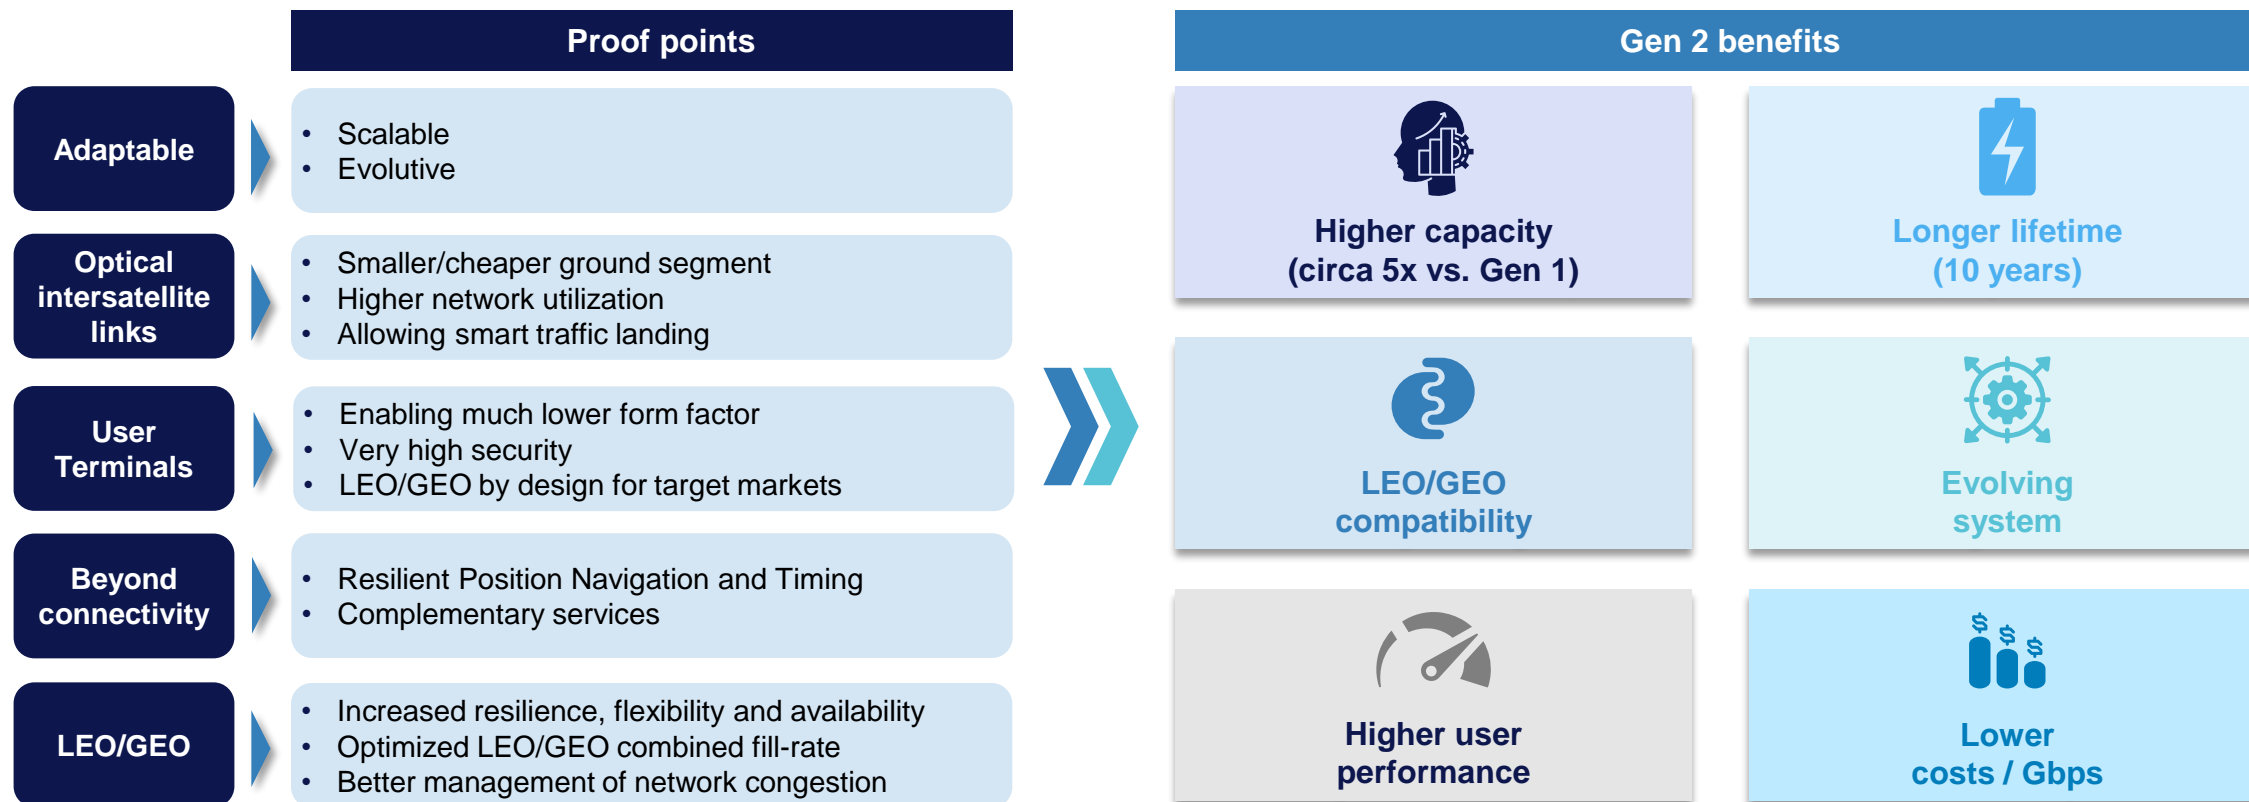 Proof points
Gen 2 benefits
Adaptable
• Scalable
• Evolutive
Optical
intersatellite
links
• Smaller/cheaper ground segment
• Higher network utilization
• Allowing smart traffic landing
User
Terminals
• Enabling much lower form factor
• Very high security
• LEO/GEO by design for target markets
Beyond
connectivity
• Resilient Position Navigation and Timing
• Complementary services
LEO/GEO
• Increased resilience, flexibility and availability
• Optimized LEO/GEO combined fill-rate
• Better management of network congestion
Higher capacity
(circa 5x vs. Gen 1)
Longer lifetime
(10 years)
LEO/GEO
compatibility
Evolving
system
Higher user
performance
$ $ $
Lower
costs / Gbps